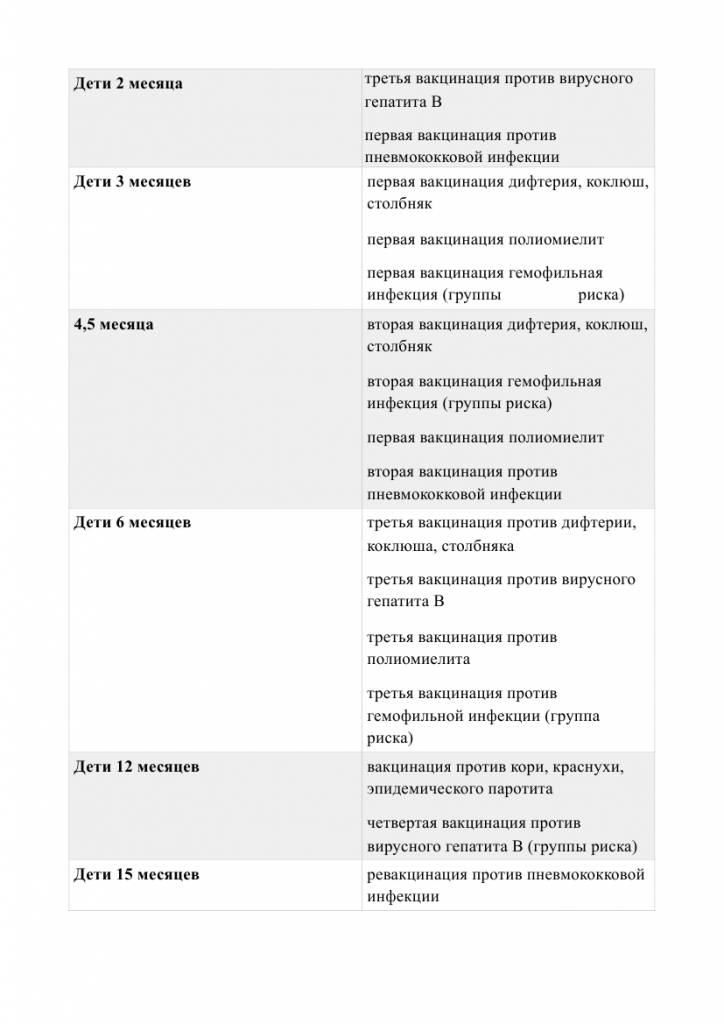 Дети 2 месяца
третья вакцинация против вирусного
гепатита В
первая вакцинация против
пневмококковой инфекции
Дети 3 месяцев
первая вакцинация дифтерия, коклюш,
столбняк
первая вакцинация полиомиелит
первая вакцинация гемофильная
инфекция (группы риска)
4,5 месяца
вторая вакцинация дифтерия, коклюш,
столбняк
вторая вакцинация гемофильная
инфекция (группы риска)
первая вакцинация полиомиелит
вторая вакцинация против
пневмококковой инфекции
Дети 6 месяцев
третья вакцинация против дифтерии,
коклюша, столбняка
третья вакцинация против вирусного
гепатита В
третья вакцинация против
полиомиелита
третья вакцинация против
гемофильной инфекции (группа
риска)
Дети 12 месяцев
вакцинация против кори, краснухи,
эпидемического паротита
четвертая вакцинация против
вирусного гепатита В (группы риска)
Дети 15 месяцев
ревакцинация против пневмококковой
инфекции